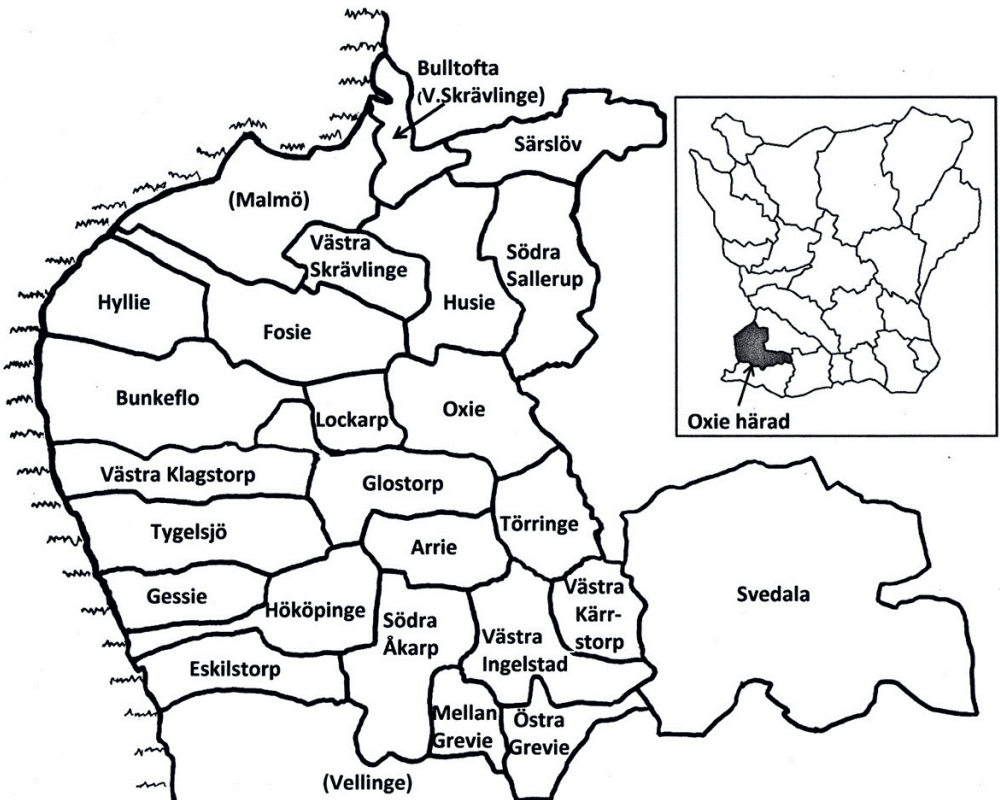 Bulltofta
(V.Skrävlinge)
Särslöv
(Malmö)
Västra
Skrävlinge
Södra
Sallerup
Hyllie
Husie
Fosie
Bunkeflo
Lockarp
Oxie
Oxie härad
Västra Klagstorp
Glostorp
Tygelsjö
Törringe
Arrie
Gessie
Hököpinge
Västra
Kärr-
storp
Svedala
Södra
Åkarp
Västra
Ingelstad
Eskilstorp
Mellan
Grevie
Östra
Grevie
(Vellinge)